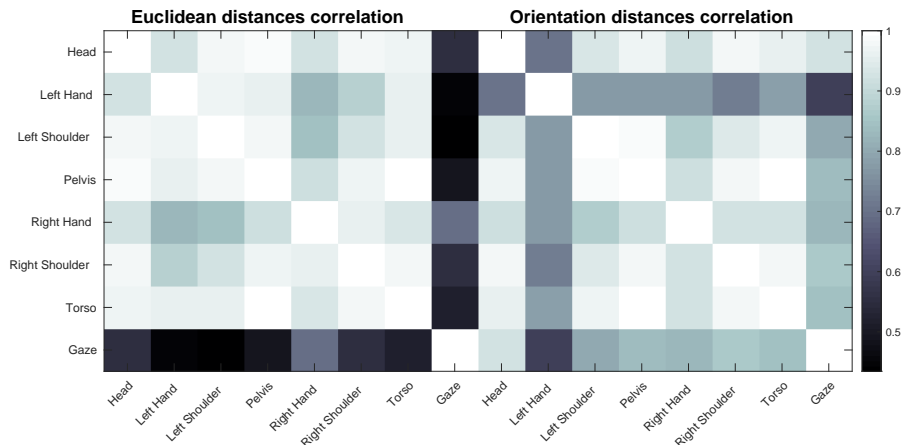 Euclidean distances correlation
Orientation distances correlation
Head
Left Hand
Left Shoulder
Pelvis
Right Hand
Right Shoulder
Torso
Gaze
Head
Left Hand
Left Shoulder
Pelvis
Right Hand
Right Shoulder
Torso
Gaze
Head
Left Hand
Left Shoulder
Pelvis
Right Hand
Right Shoulder
Torso
Gaze
1
0.9
0.8
0.7
0.6
0.5